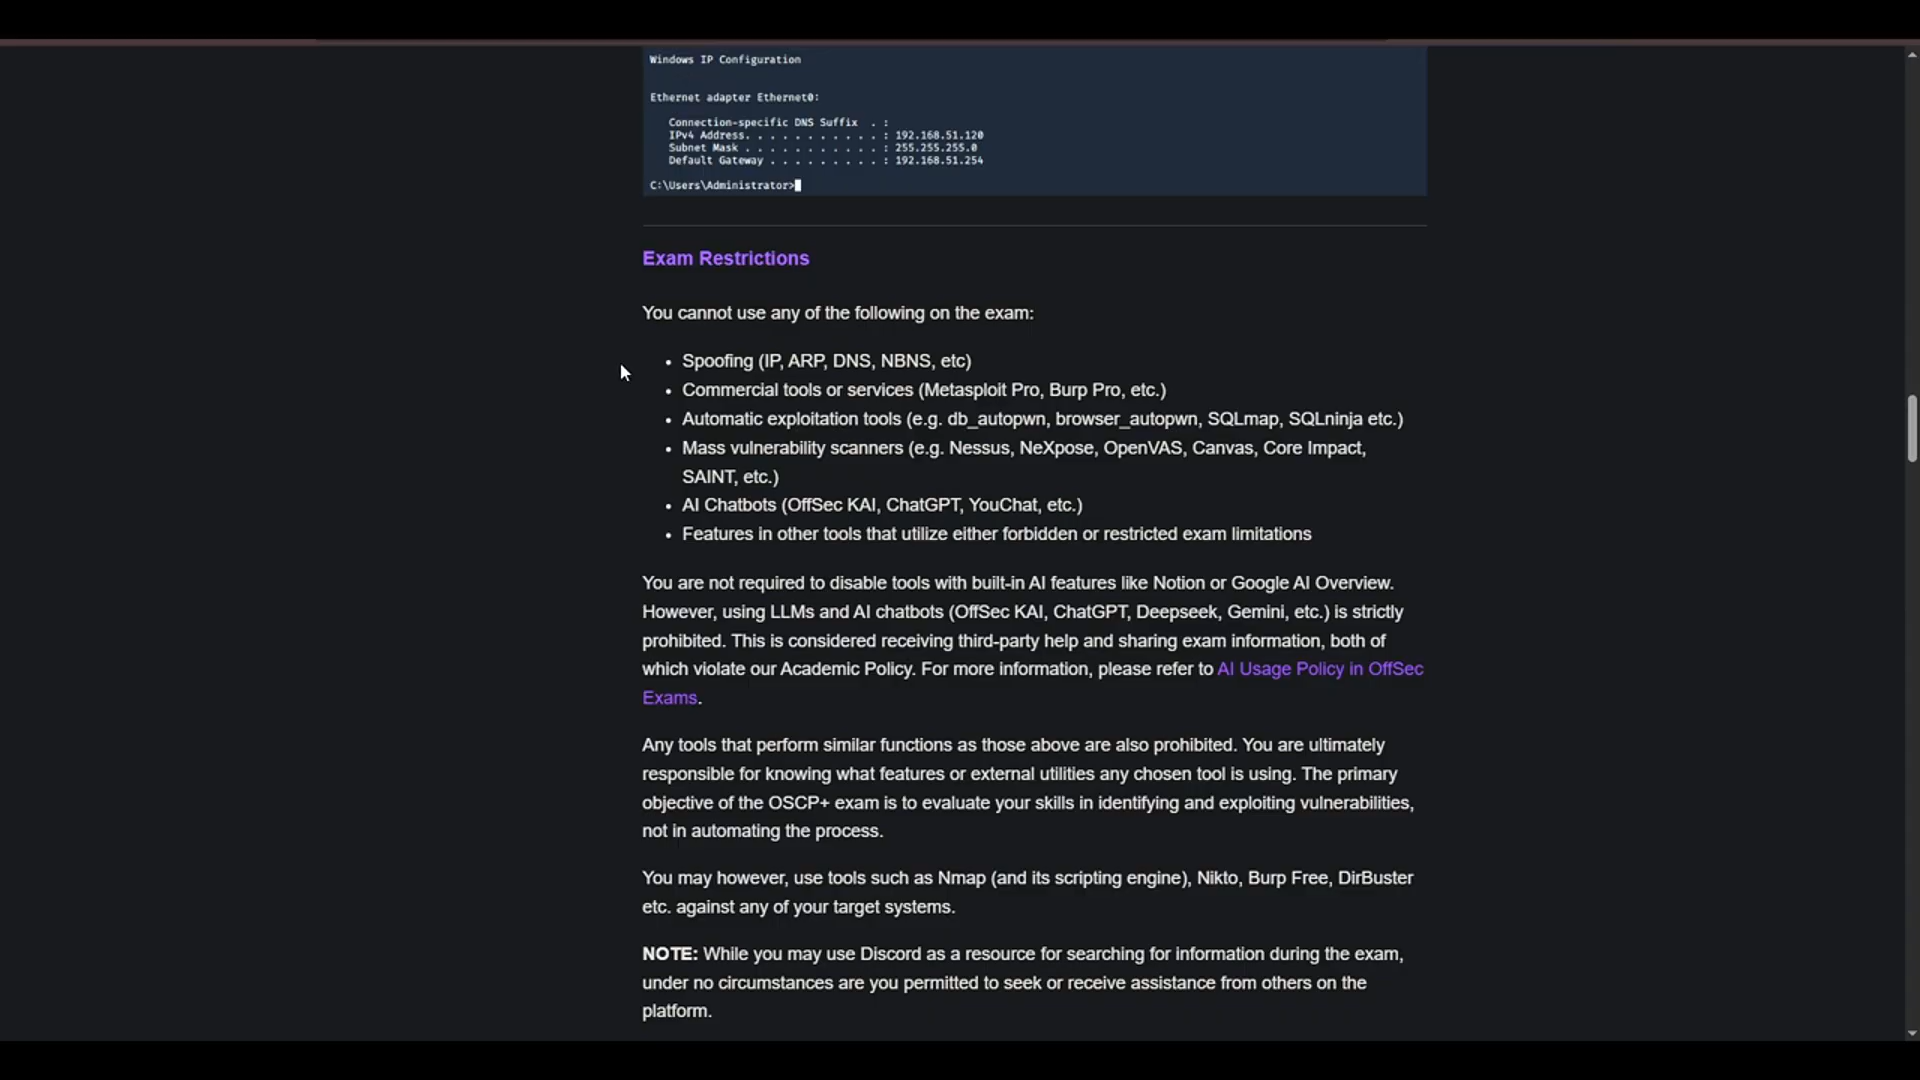 Windows IP Configuration
Ethernet adapter Ethernet0:
Connection-specific DNS Suffix . :
IPv4 Address. . . . . . . . . . . : 192.168.51.120
Subnet Mask . . . . . . . . . . . : 255.255.255.0
Default Gateway . . . . . . . . . : 192.168.51.254
C:\Users\Administrator>
Exam Restrictions
You cannot use any of the following on the exam:
• Spoofing (IP, ARP, DNS, NBNS, etc)
• Commercial tools or services (Metasploit Pro, Burp Pro, etc.)
• Automatic exploitation tools (e.g. db_autopwn, browser_autopwn, SQLmap, SQLninja etc.)
• Mass vulnerability scanners (e.g. Nessus, NeXpose, OpenVAS, Canvas, Core Impact,
SAINT, etc.)
• AI Chatbots (OffSec KAI, ChatGPT, YouChat, etc.)
• Features in other tools that utilize either forbidden or restricted exam limitations
You are not required to disable tools with built-in AI features like Notion or Google AI Overview.
However, using LLMs and AI chatbots (OffSec KAI, ChatGPT, Deepseek, Gemini, etc.) is strictly
prohibited. This is considered receiving third-party help and sharing exam information, both of
which violate our Academic Policy. For more information, please refer to AI Usage Policy in OffSec
Exams.
Any tools that perform similar functions as those above are also prohibited. You are ultimately
responsible for knowing what features or external utilities any chosen tool is using. The primary
objective of the OSCP+ exam is to evaluate your skills in identifying and exploiting vulnerabilities,
not in automating the process.
You may however, use tools such as Nmap (and its scripting engine), Nikto, Burp Free, DirBuster
etc. against any of your target systems.
NOTE: While you may use Discord as a resource for searching for information during the exam,
under no circumstances are you permitted to seek or receive assistance from others on the
platform.